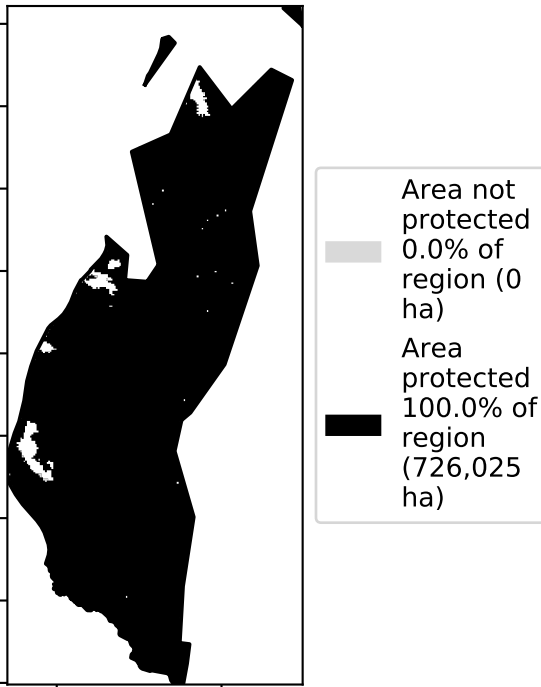 Area not
protected
0.0% of
region (0
ha)
Area
protected
100.0% of
region
(726,025
ha)